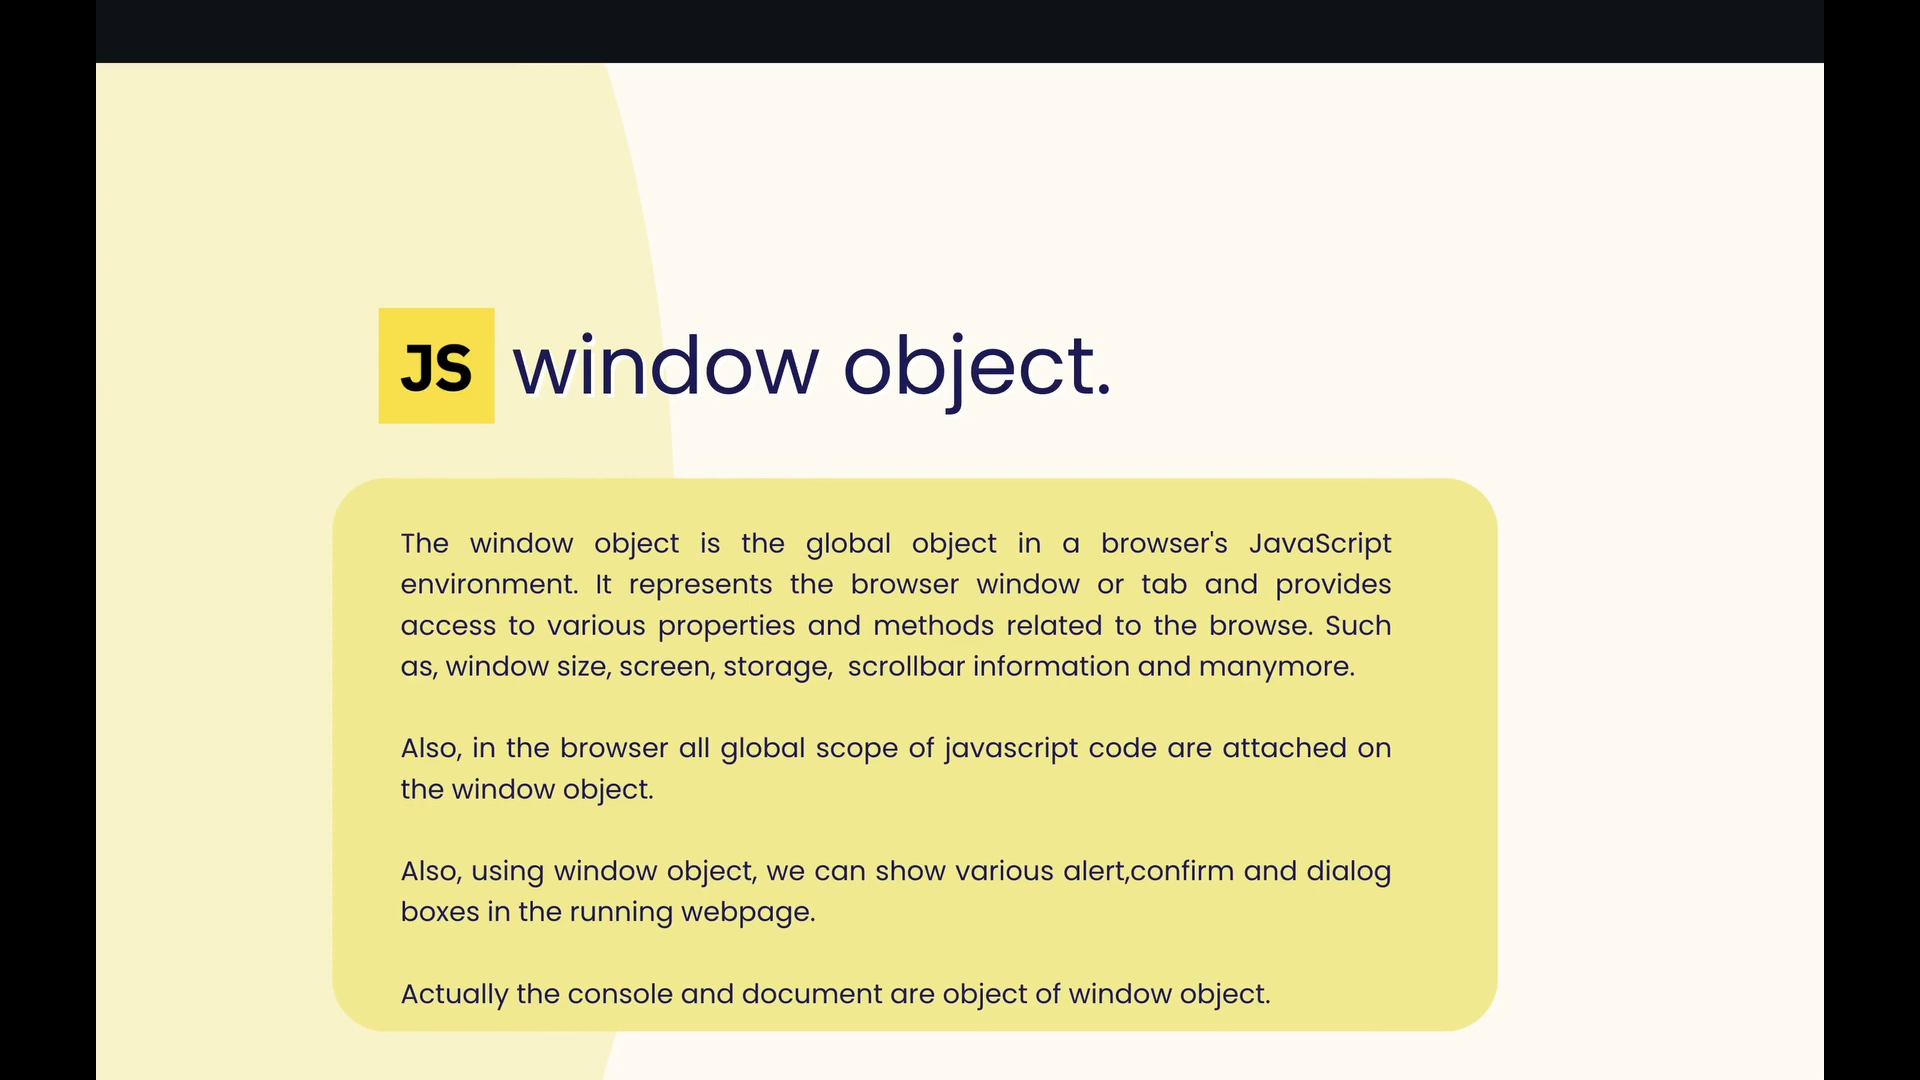 JS window object.
The window object is the global object in a browser's JavaScript
environment. It represents the browser window or tab and provides
access to various properties and methods related to the browse. Such
as, window size, screen, storage,  scrollbar information and manymore.
Also, in the browser all global scope of javascript code are attached on
the window object.
Also, using window object, we can show various alert,confirm and dialog
boxes in the running webpage.
Actually the console and document are object of window object.